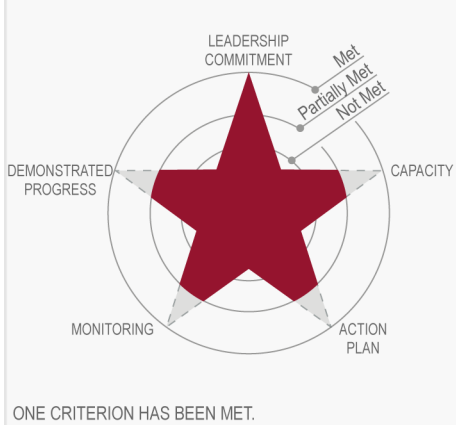 LEADERSHIP
COMMITMENT
Met
Partially Met
Not Met
DEMONSTRATED
PROGRESS
CAPACITY
MONITORING
ACTION
PLAN
ONE CRITERION HAS BEEN MET.